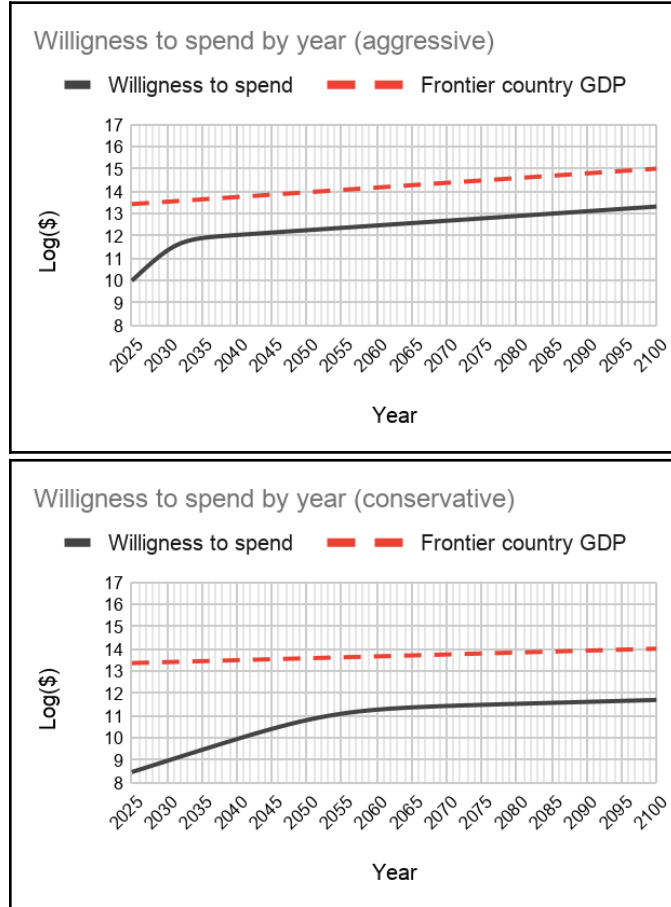 Willigness to spend by year (aggressive)
Willigness to spend Frontier country GDP
17
16
15
14
13
12
11
10
9
8
Log($)
2025 2030 2035 2040 2045 2050 2055 2060 2065 2070 2075 2080 2085 2090 2095 2100
Year
Willigness to spend by year (conservative)
Willigness to spend Frontier country GDP
17
16
15
14
13
12
11
10
9
8
Log($)
2025 2030 2035 2040 2045 2050 2055 2060 2065 2070 2075 2080 2085 2090 2095 2100
Year